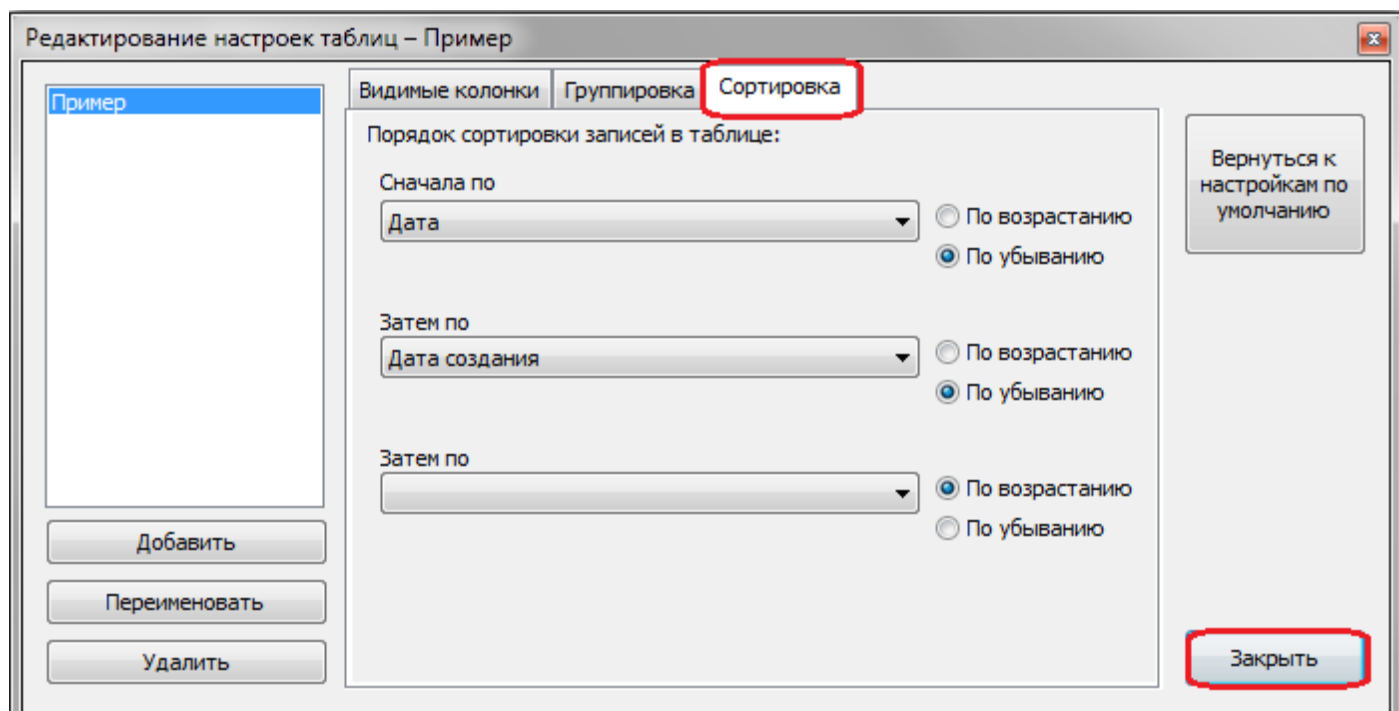 Редактирование настроек таблиц – Пример
Пример
Видимые колонки
Группировка
Сортировка
Порядок сортировки записей в таблице:
Сначала по
Дата
По возрастанию
По убыванию
Затем по
Дата создания
По возрастанию
По убыванию
Затем по
По возрастанию
По убыванию
Добавить
Переименовать
Удалить
Вернуться к
настройкам по
умолчанию
Закрыть